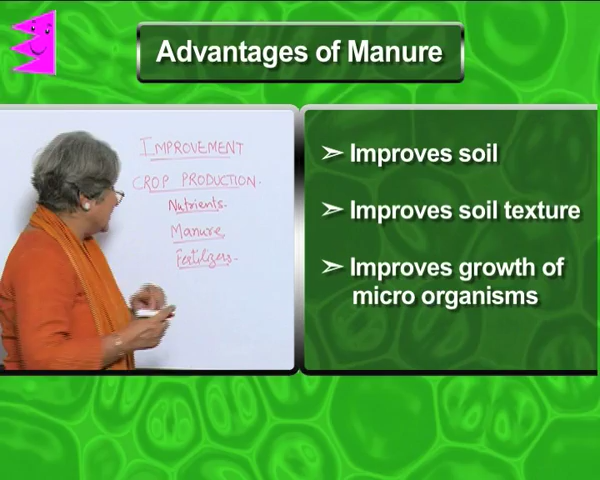 Advantages of Manure
IMPROVEMENT
CROP PRODUCTION.
Nutrients.
Manure,
Fertilizers.
➢ Improves soil
➢ Improves soil texture
➢ Improves growth of
micro organisms